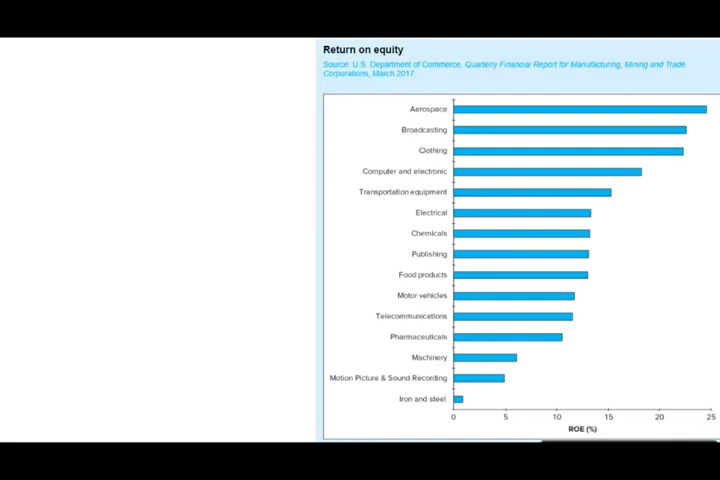 Return on equity
Source: U.S. Department of Commerce, Quarterly Financial Report for Manufacturing, Mining and Trade
Corporations, March 2017.
Aerospace
Broadcasting
Clothing
Computer and electronic
Transportation equipment
Electrical
Chemicals
Publishing
Food products
Motor vehicles
Telecommunications
Pharmaceuticals
Machinery
Motion Picture & Sound Recording
Iron and steel
0 5 10 15 20 25
ROE (%)